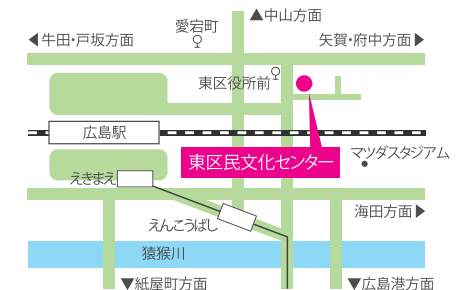 愛宕町
▲中山方面
◀牛田・戸坂方面
矢賀・府中方面▶
東区役所前
広島駅
東区民文化センター
マツダスタジアム
えきまえ
えんこうばし
海田方面▶
猿猴川
▼紙屋町方面
▼広島港方面